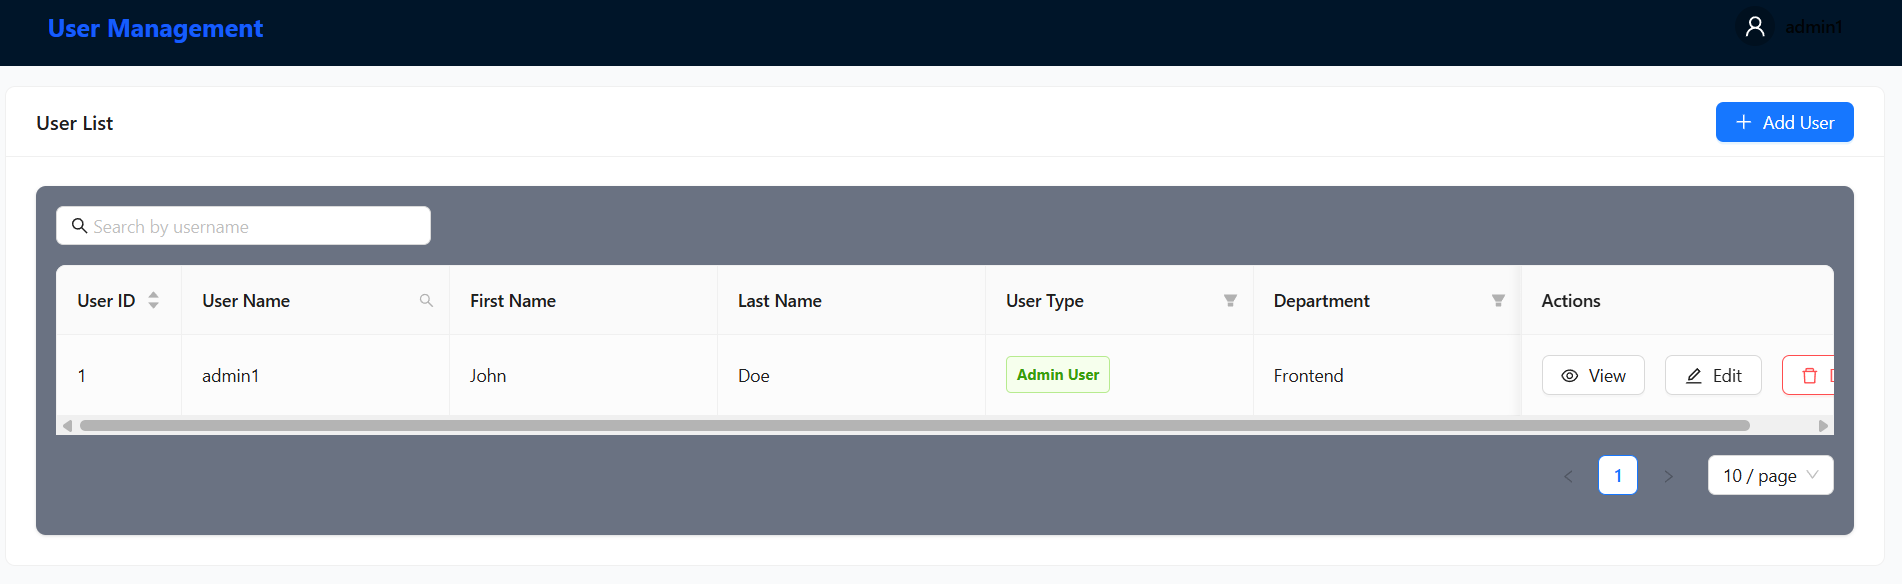 User Management
admin1
User List
Add User
Search by username
User ID User Name First Name Last Name User Type Department Actions
1 admin1 John Doe Admin User Frontend View Edit
1 10 / page